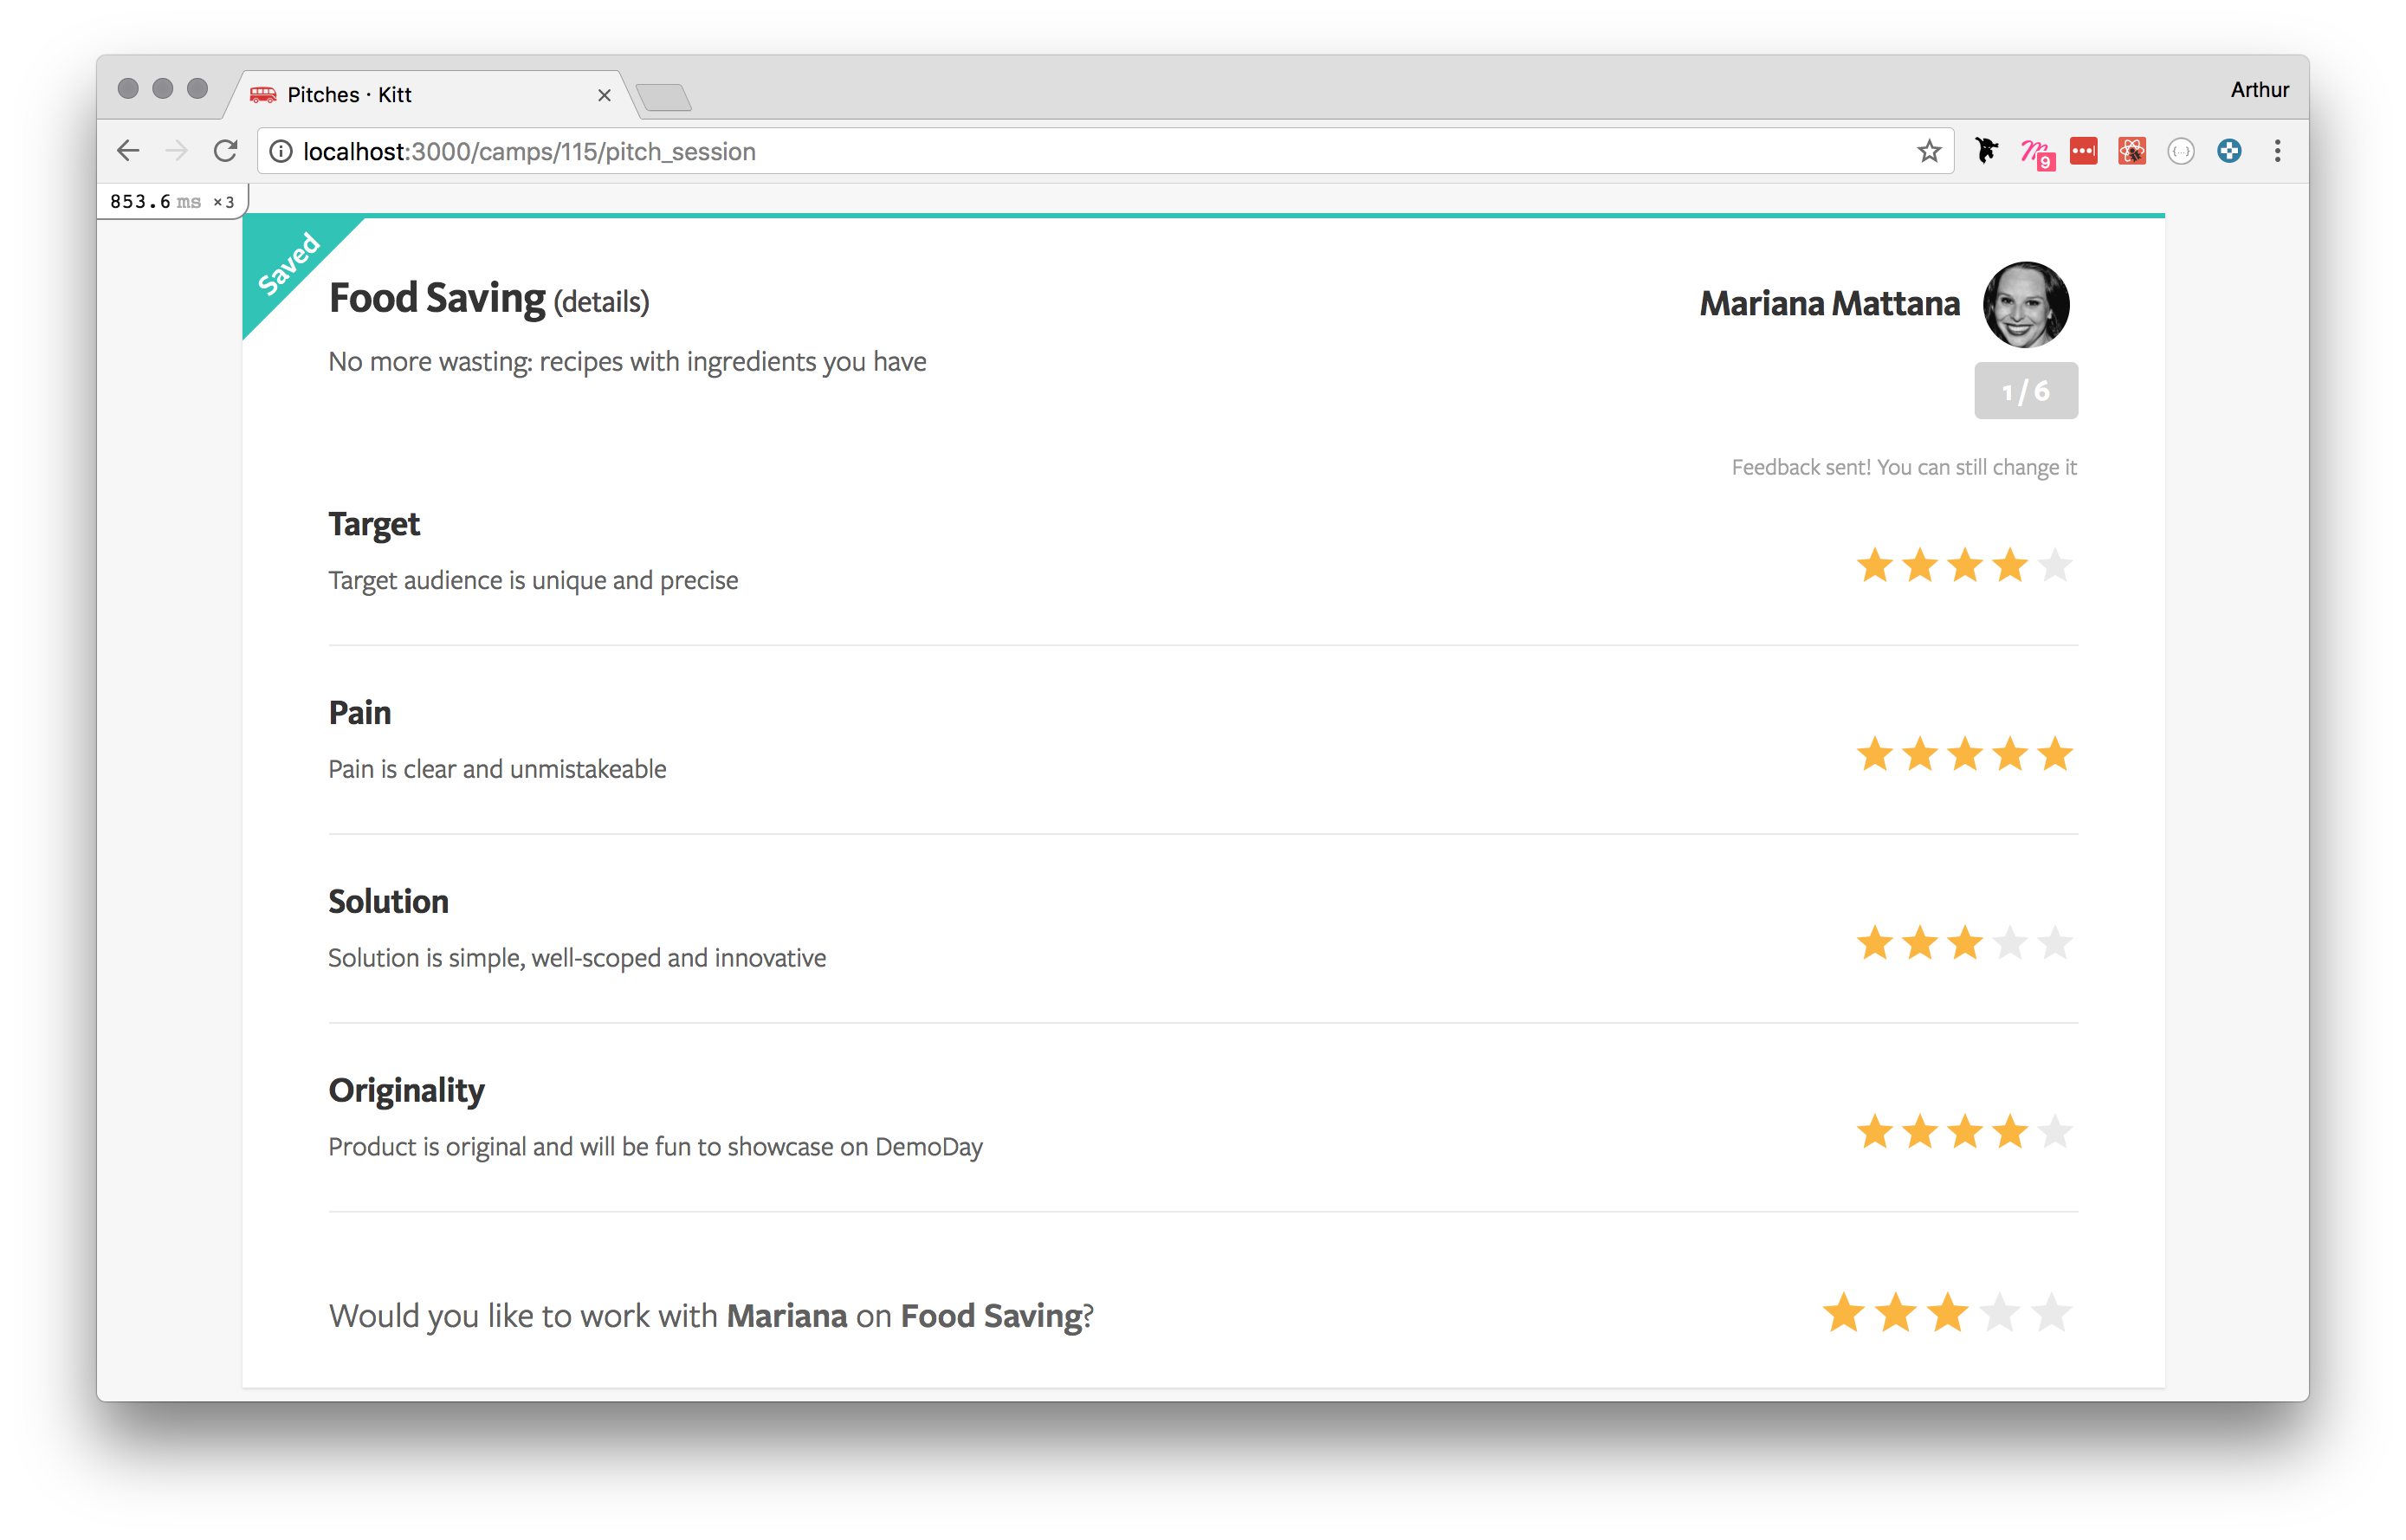 Pitches · Kitt
Arthur
localhost:3000/camps/115/pitch_session
9
853.6 ms ×3
Saved
Food Saving (details)
Mariana Mattana
No more wasting: recipes with ingredients you have
1 / 6
Feedback sent! You can still change it
Target
Target audience is unique and precise
Pain
Pain is clear and unmistakeable
Solution
Solution is simple, well-scoped and innovative
Originality
Product is original and will be fun to showcase on DemoDay
Would you like to work with Mariana on Food Saving?